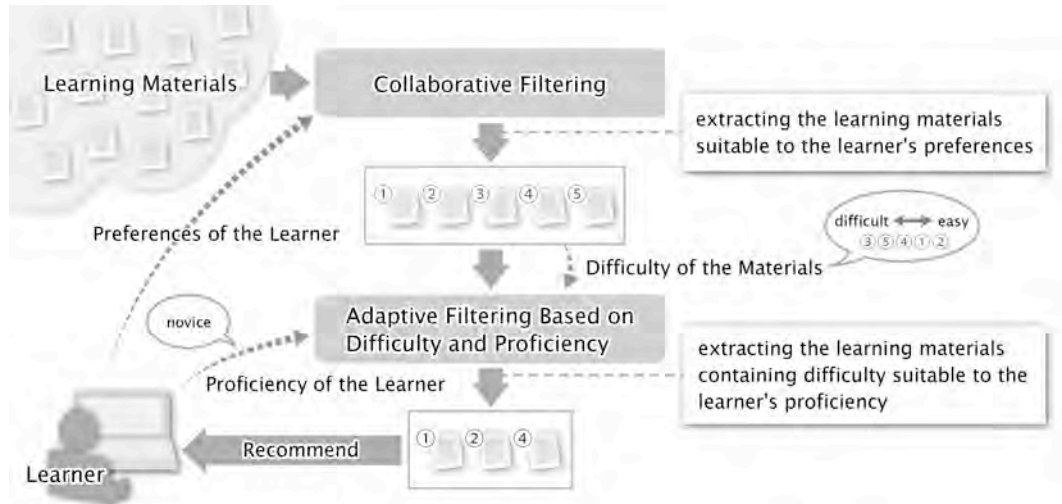 Learning Materials
Collaborative Filtering
extracting the learning materials
suitable to the learner's preferences
① ② ③ ④ ⑤
Preferences of the Learner
difficult easy
③⑤④①②
Difficulty of the Materials
novice
Adaptive Filtering Based on
Difficulty and Proficiency
Proficiency of the Learner
extracting the learning materials
containing difficulty suitable to the
learner's proficiency
① ② ④
Recommend
Learner